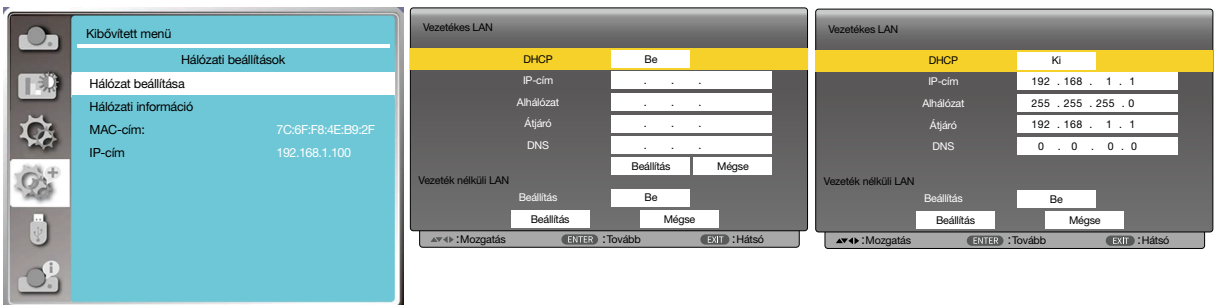 Kibővített menü
Hálózati beállítások
Hálózat beállítása
Hálózati információ
MAC-cím: 7C:6F:F8:4E:B9:2F
IP-cím 192.168.1.100
Vezetékes LAN
DHCP Be
IP-cím . . .
Alhálózat . . .
Átjáró . . .
DNS . . .
Beállítás Mégse
Vezeték nélküli LAN
Beállítás Be
Beállítás Mégse
:Mozgatás ENTER :Tovább EXIT :Hátsó
Vezetékes LAN
DHCP Ki
IP-cím 192 . 168 . 1 . 1
Alhálózat 255 . 255 . 255 . 0
Átjáró 192 . 168 . 1 . 1
DNS 0 . 0 . 0 . 0
Vezeték nélküli LAN
Beállítás Be
Beállítás Mégse
:Mozgatás ENTER :Tovább EXIT :Hátsó